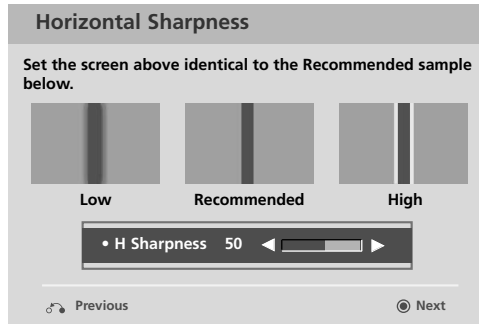 Horizontal Sharpness
Set the screen above identical to the Recommended sample
below.
Low Recommended High
• H Sharpness 50
Previous Next